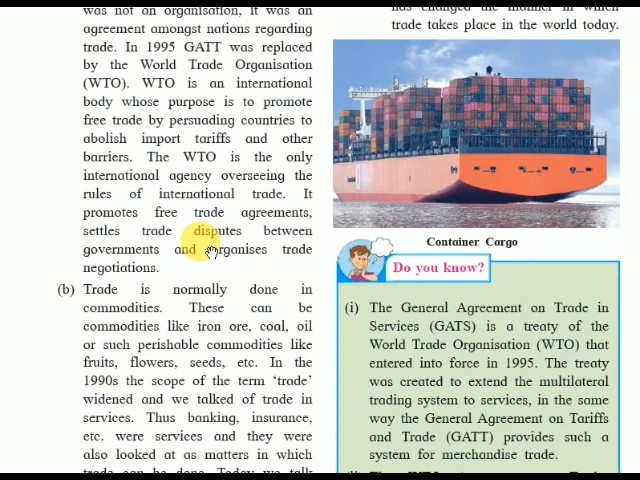 was not an organisation, it was an
agreement amongst nations regarding
trade. In 1995 GATT was replaced
by the World Trade Organisation
(WTO). WTO is an international
body whose purpose is to promote
free trade by persuading countries to
abolish import tariffs and other
barriers. The WTO is the only
international agency overseeing the
rules of international trade. It
promotes free trade agreements,
settles trade disputes between
governments and organises trade
negotiations.
(b) Trade is normally done in
commodities. These can be
commodities like iron ore, coal, oil
or such perishable commodities like
fruits, flowers, seeds, etc. In the
1990s the scope of the term ‘trade’
widened and we talked of trade in
services. Thus banking, insurance,
etc. were services and they were
also looked at as matters in which
trade can be done. Today we talk
has changed the manner in which
trade takes place in the world today.
Container Cargo
Do you know?
(i) The General Agreement on Trade in
Services (GATS) is a treaty of the
World Trade Organisation (WTO) that
entered into force in 1995. The treaty
was created to extend the multilateral
trading system to services, in the same
way the General Agreement on Tariffs
and Trade (GATT) provides such a
system for merchandise trade.